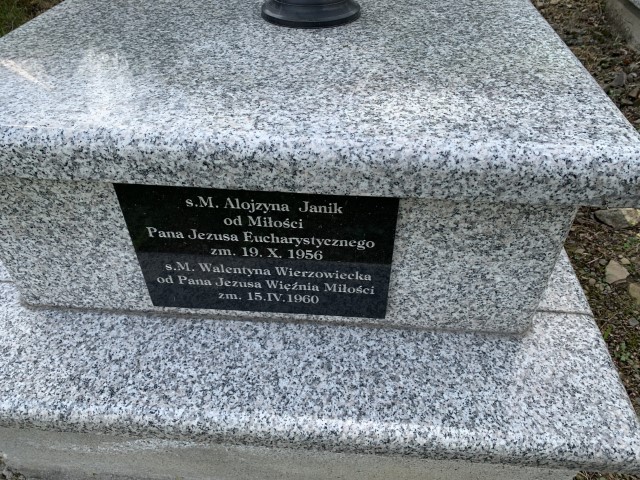 s.M. Alojzyna Janik
od Miłości
Pana Jezusa Eucharystycznego
zm. 19. X. 1956
s.M. Walentyna Wierzowiecka
od Pana Jezusa Więźnia Miłości
zm. 15.IV.1960